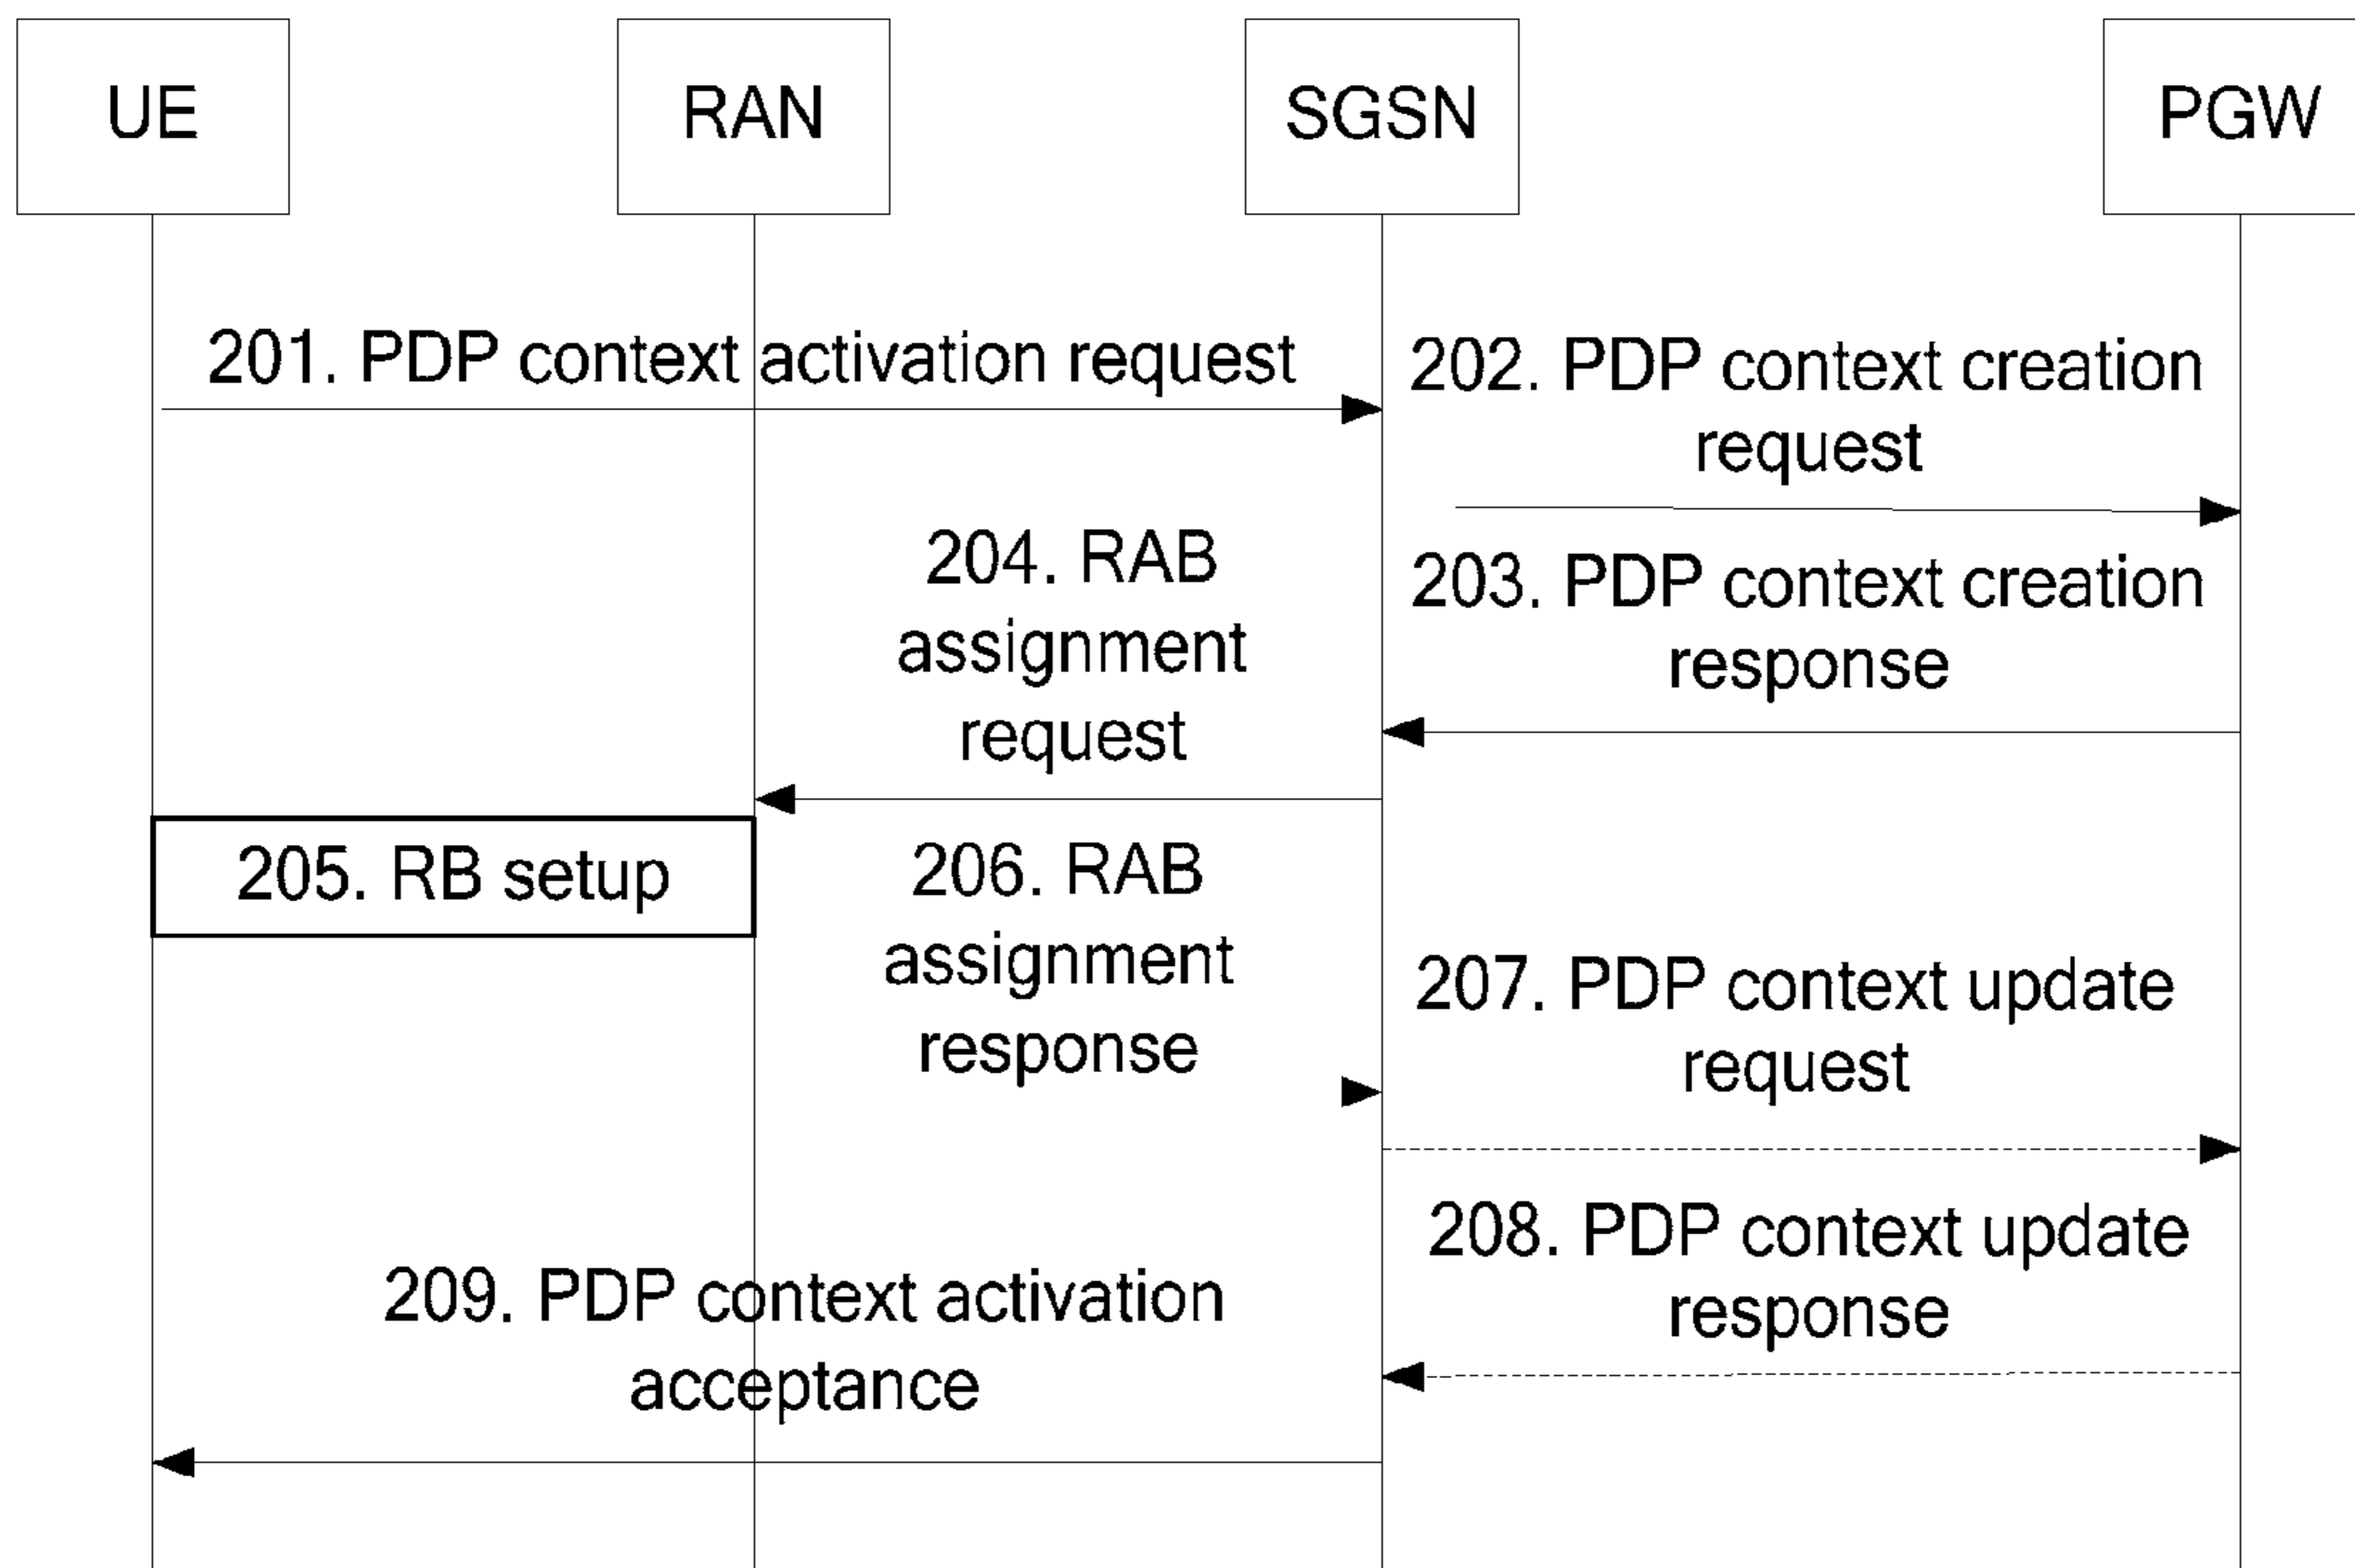 UE
RAN
SGSN
PGW
201. PDP context activation request
202. PDP context creation
request
203. PDP context creation
response
204. RAB
assignment
request
205. RB setup
206. RAB
assignment
response
207. PDP context update
request
208. PDP context update
response
209. PDP context activation
acceptance